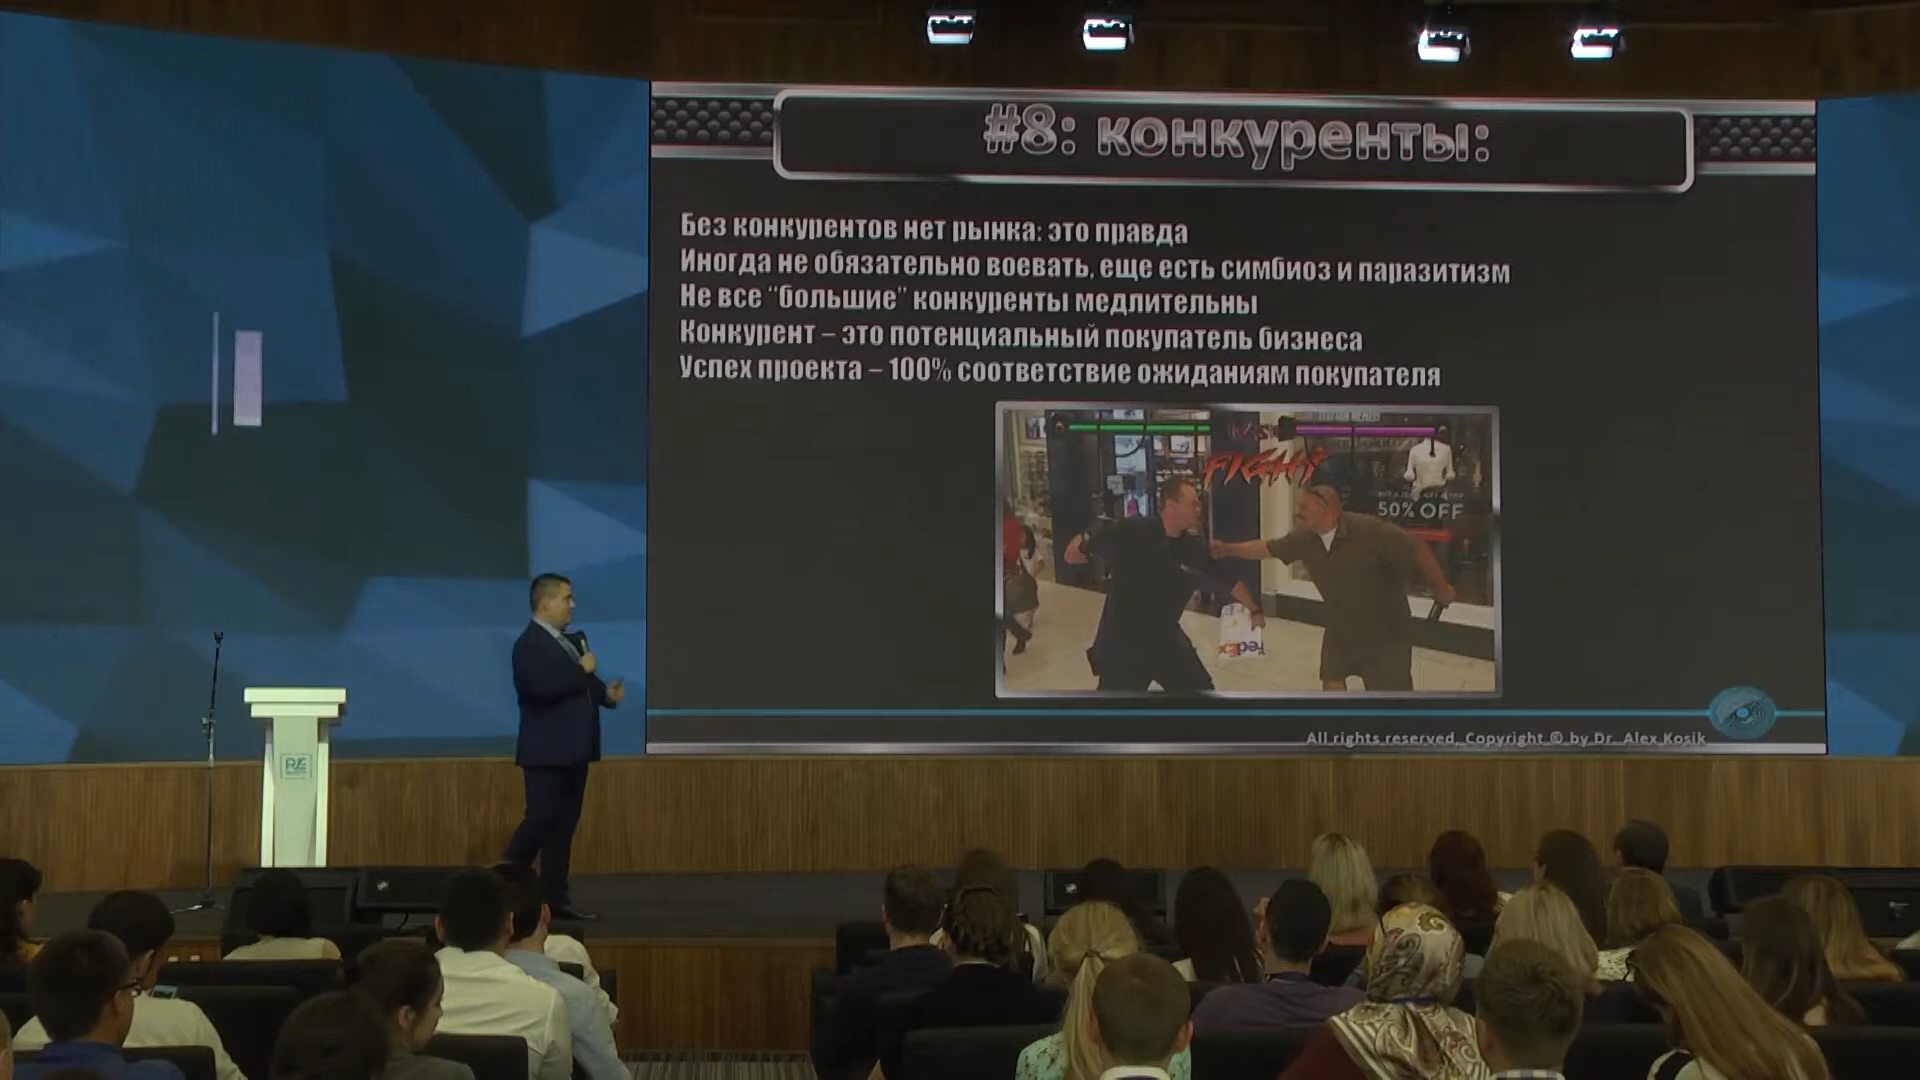 #8: конкуренты:
Без конкурентов нет рынка: это правда
Иногда не обязательно воевать, еще есть симбиоз и паразитизм
Не все “большие” конкуренты медлительны
Конкурент – это потенциальный покупатель бизнеса
Успех проекта – 100% соответствие ожиданиям покупателя
FIGHT
50% OFF
FedEx
All rights reserved, Copyright © by Dr. Alex Kosik